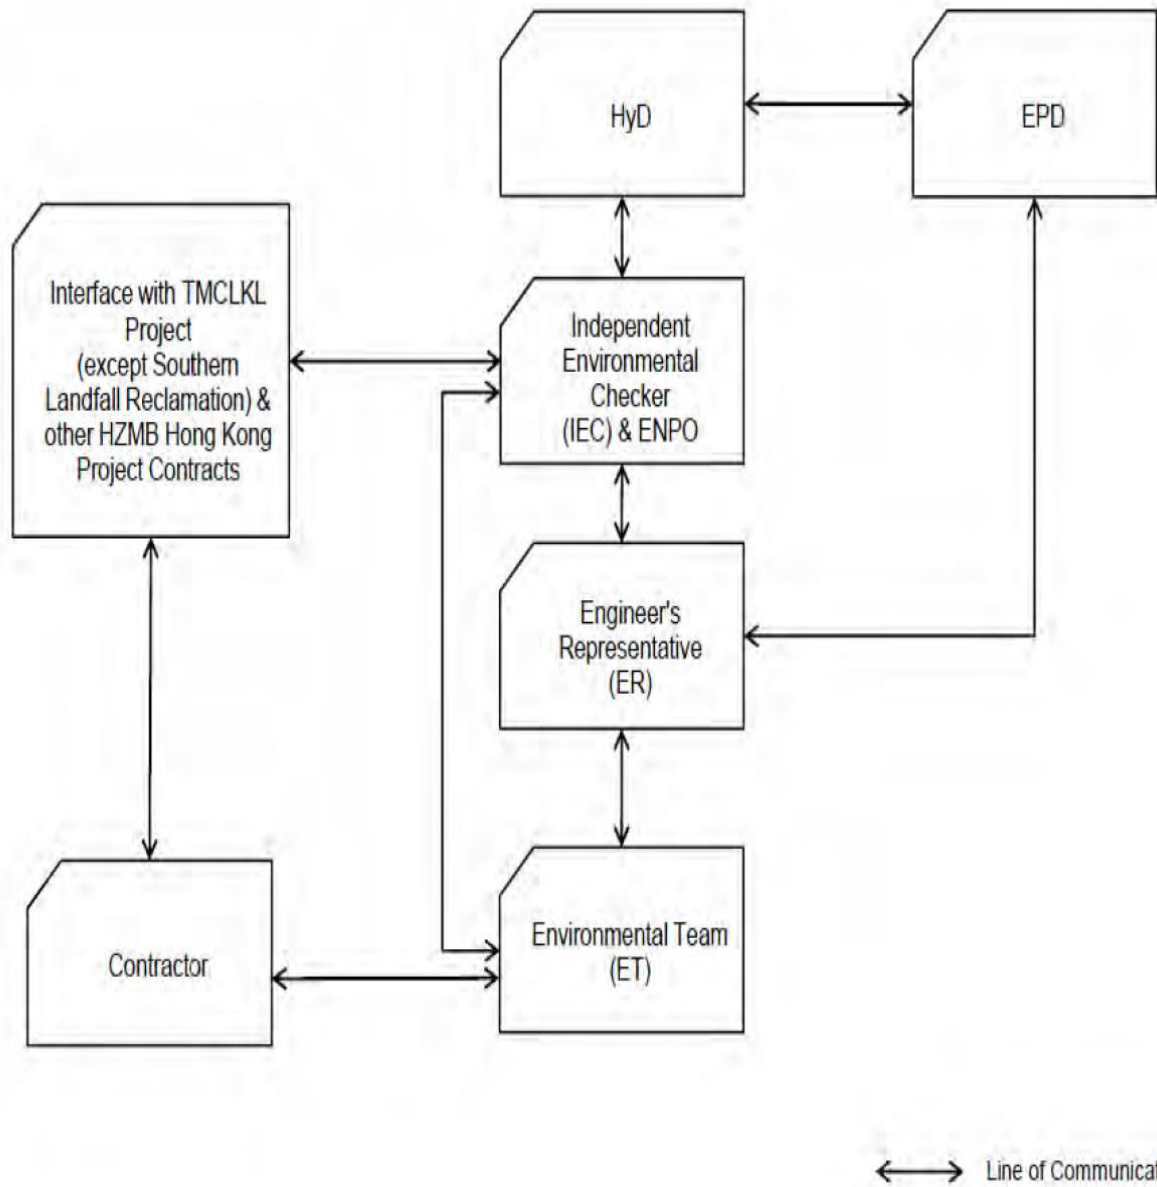 HyD
EPD
Interface with TMCLKL
Project
(except Southern
Landfall Reclamation) &
other HZMB Hong Kong
Project Contracts
Independent
Environmental
Checker
(IEC) & ENPO
Engineer's
Representative
(ER)
Contractor
Environmental Team
(ET)
Line of Communicat